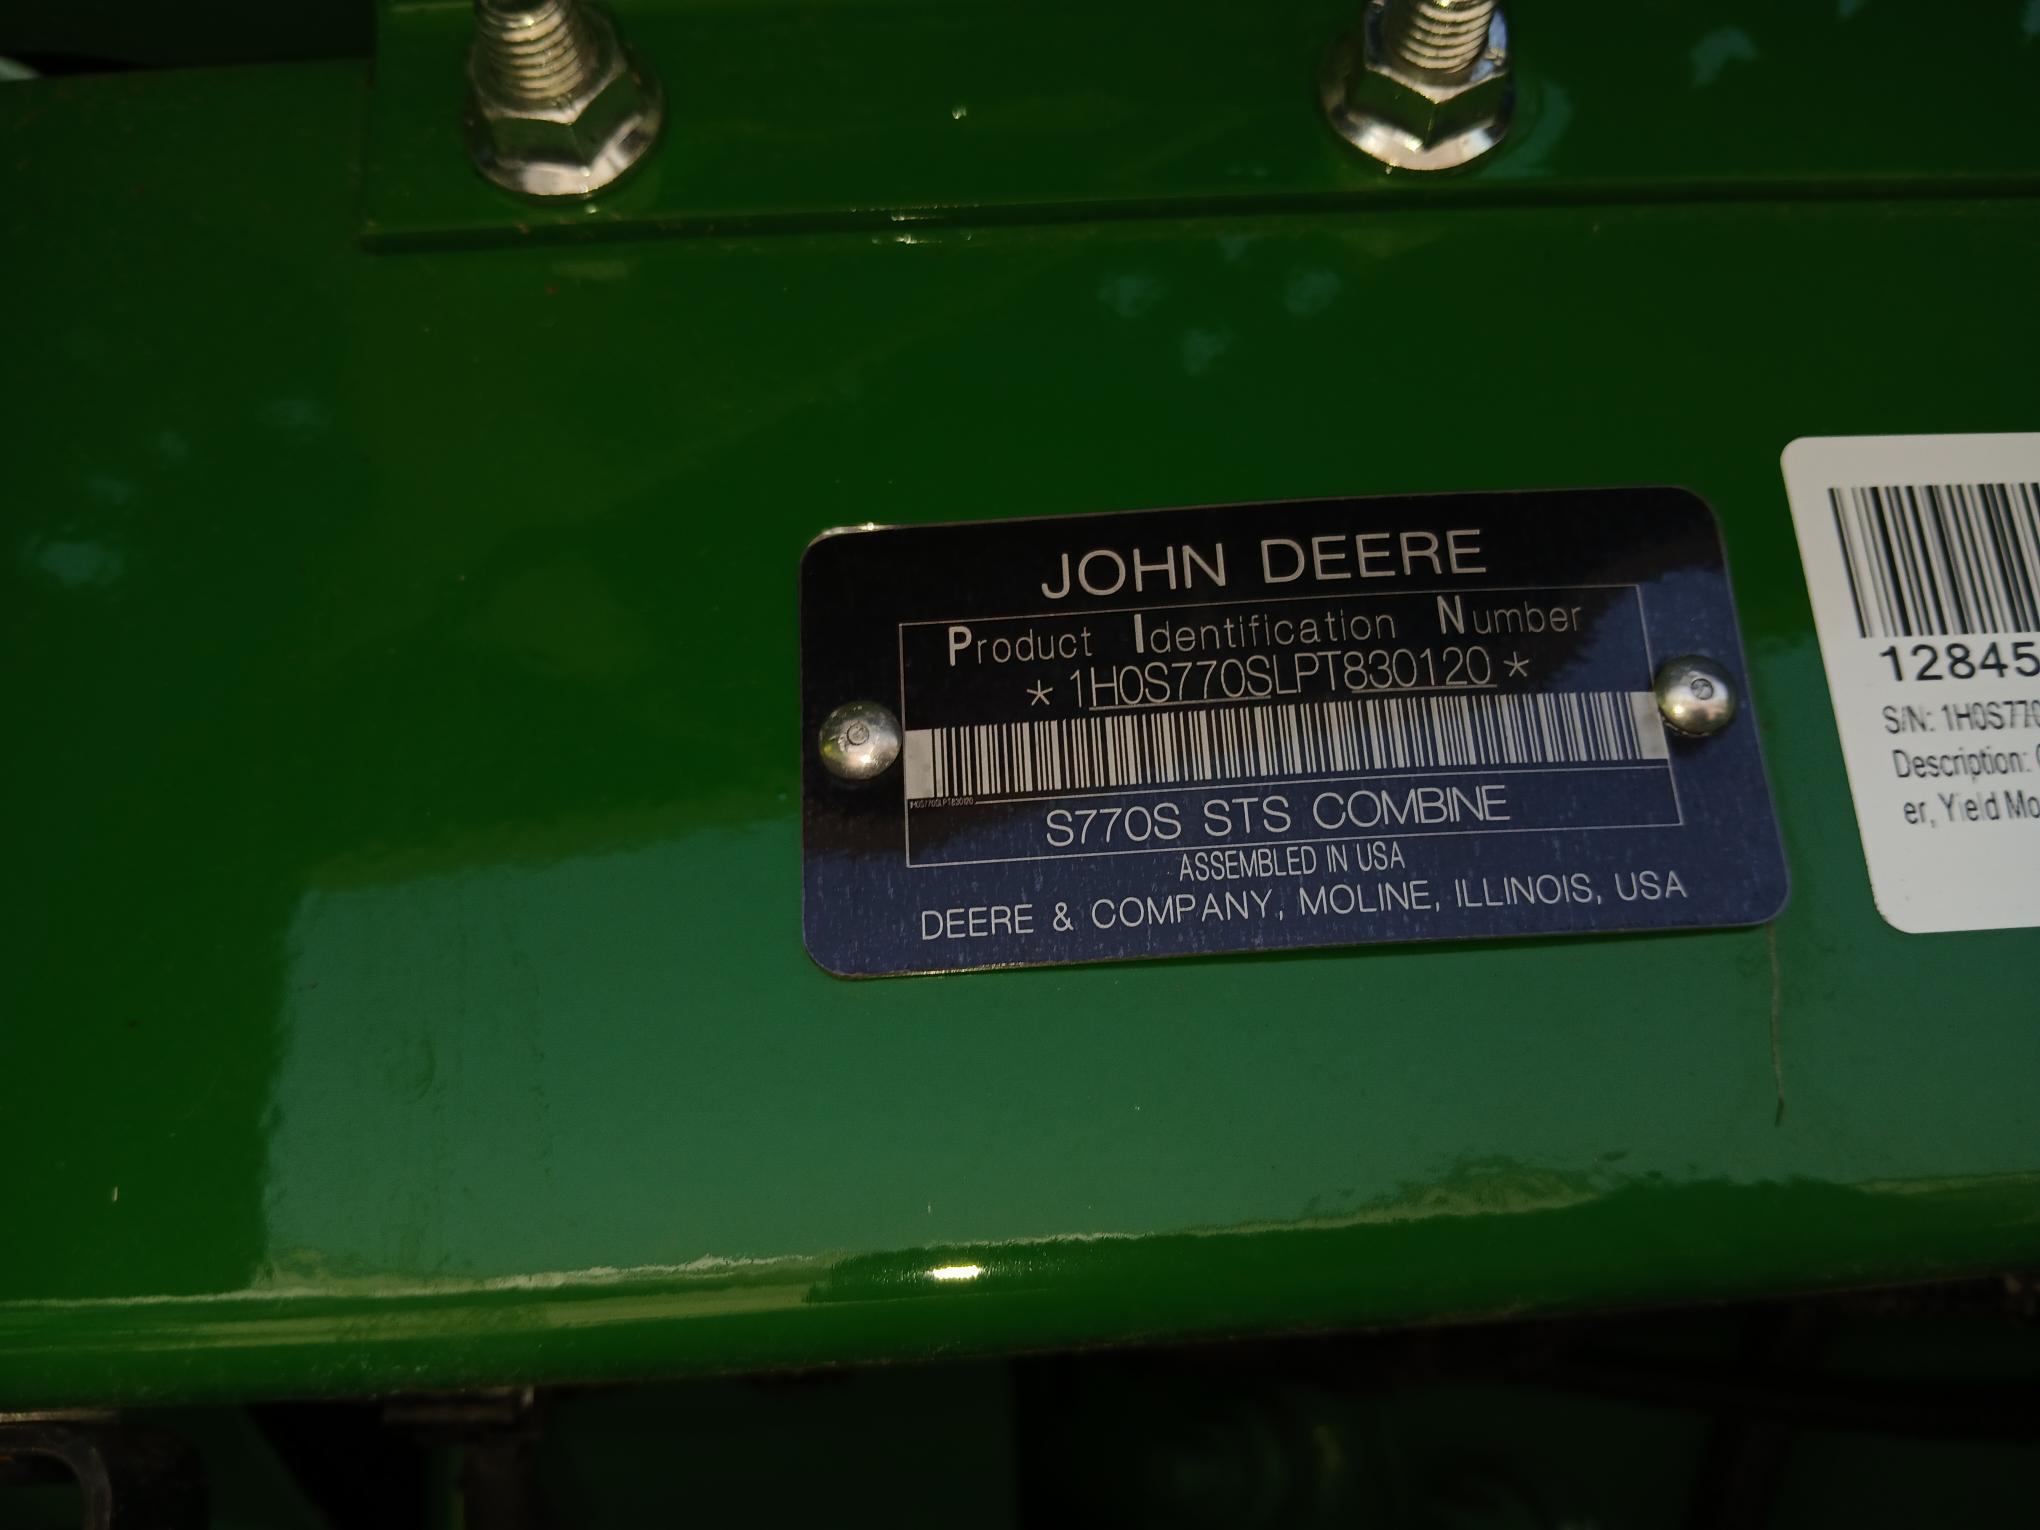 JOHN DEERE
Product Identification Number
*1H0S770SLPT830120*
1H0S770SLPT830120
S770S STS COMBINE
ASSEMBLED IN USA
DEERE & COMPANY, MOLINE, ILLINOIS, USA
12845
S/N: 1H0S770
Description:
er, Yield Mo